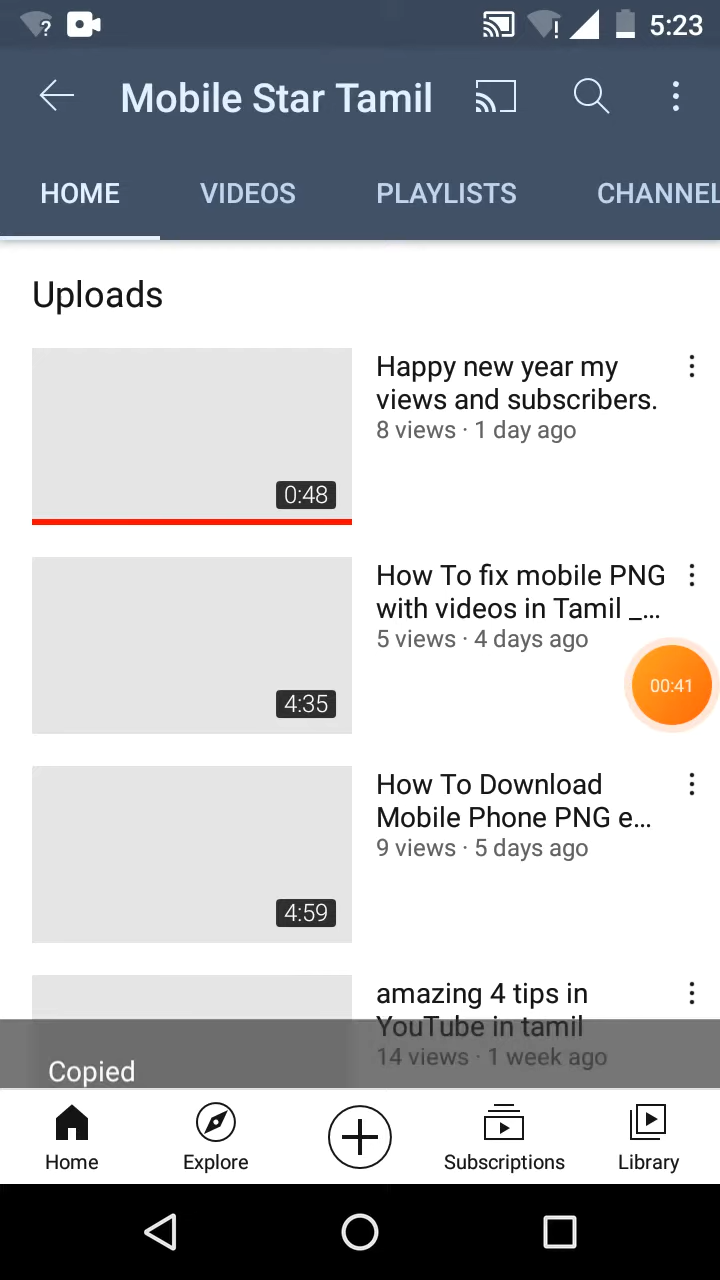 5:23
Mobile Star Tamil
HOME VIDEOS PLAYLISTS CHANNEL
Uploads
Happy new year my
views and subscribers.
8 views · 1 day ago
0:48
How To fix mobile PNG
with videos in Tamil _...
5 views · 4 days ago
4:35
00:41
How To Download
Mobile Phone PNG e...
9 views · 5 days ago
4:59
amazing 4 tips in
YouTube in tamil
14 views · 1 week ago
Copied
Home Explore Subscriptions Library